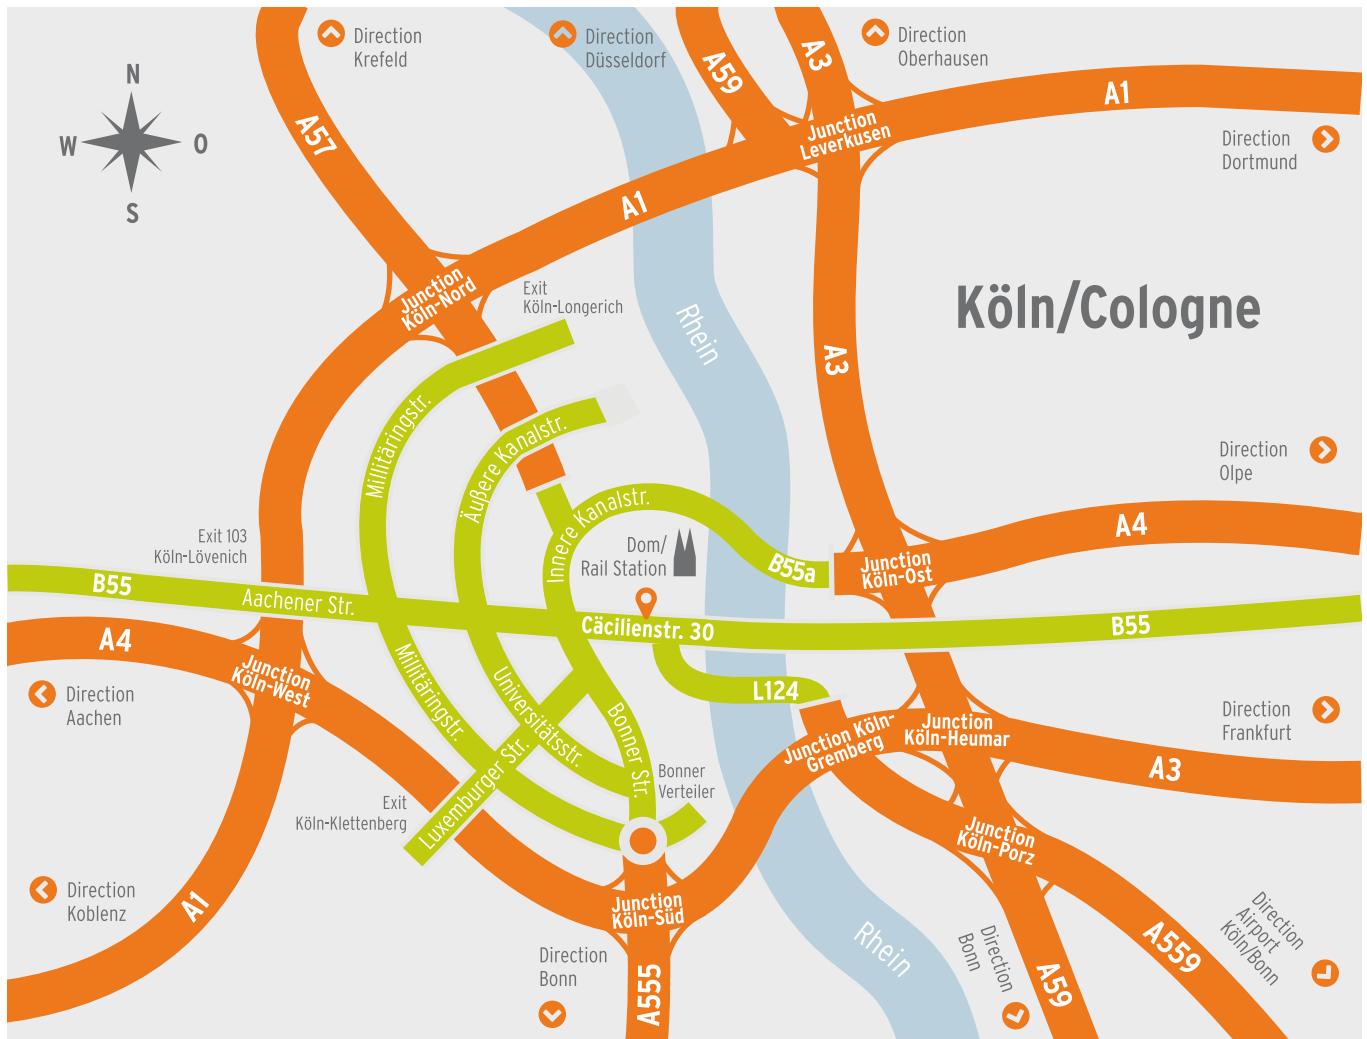 Direction
Krefeld
Direction
Düsseldorf
Direction
Oberhausen
A59
A3
A1
N
W
O
S
A57
Junction
Leverkusen
Direction
Dortmund
A1
Junction
Köln-Nord
Exit
Köln-Longerich
Rhein
Köln/Cologne
A3
Millitäringstr.
Äußere Kanalstr.
Direction
Olpe
Innere Kanalstr.
A4
Exit 103
Köln-Lövenich
Dom/
Rail Station
B55a
Junction
Köln-Ost
B55
Aachener Str.
Cäcilienstr. 30
B55
A4
Junction
Köln-West
Millitäringstr.
Universitätsstr.
Bonner Str.
L124
Direction
Aachen
Direction
Frankfurt
Junction Köln-
Gremberg
Junction
Köln-Heumar
A3
Luxemburger Str.
Bonner
Verteiler
Exit
Köln-Klettenberg
Junction
Köln-Porz
Direction
Koblenz
A1
Junction
Köln-Süd
Direction
Bonn
A555
Rhein
Direction
Bonn
A59
A559
Direction
Airport
Köln/Bonn